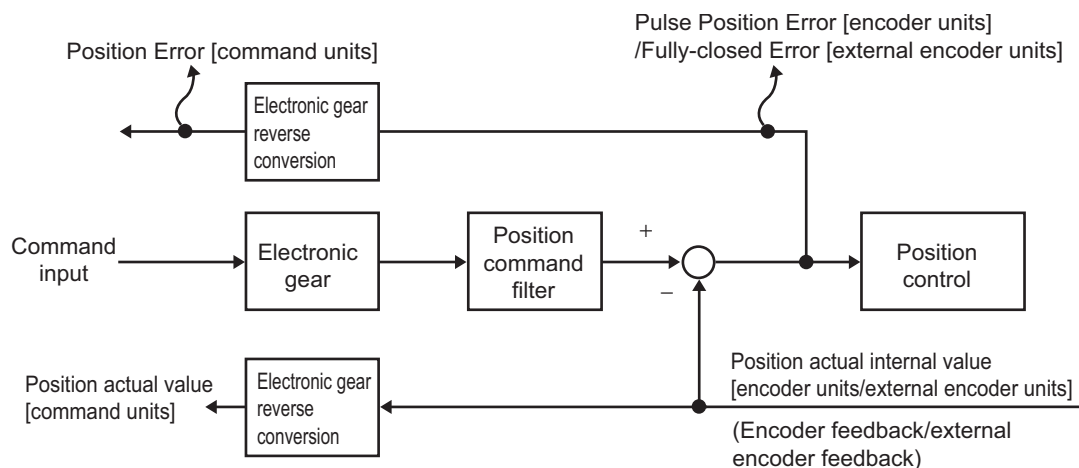 Position Error [command units]
Pulse Position Error [encoder units]
/Fully-closed Error [external encoder units]
Electronic gear
reverse
conversion
Command
input
Electronic
gear
Position
command
filter
+
−
Position
control
Position actual value
[command units]
Electronic gear
reverse
conversion
Position actual internal value
[encoder units/external encoder units]
(Encoder feedback/external
encoder feedback)